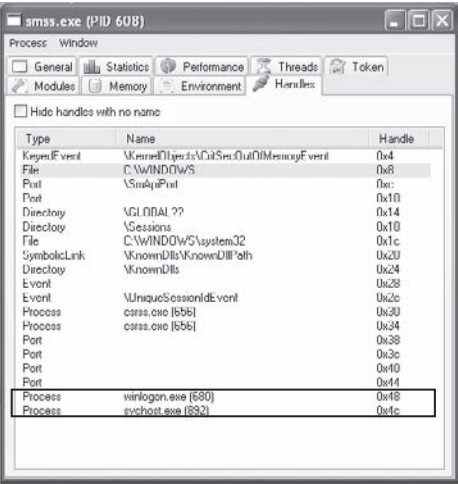 smss.exe (PID 608)
Process Window
General Statistics Performance Threads Token
Modules Memory Environment Handles
Hide handles with no name
Type Name Handle
KeyedEvent \KernelObjects\CritSecOutOfMemoryEvent 0x4
File C:\WINDOWS 0x8
Port \SmApiPort 0xc
Port 0x10
Directory \GLOBAL?? 0x14
Directory \Sessions 0x18
File C:\WINDOWS\system32 0x1c
SymbolicLink \KnownDlls\KnownDllPath 0x20
Directory \KnownDlls 0x24
Event 0x28
Event \UniqueSessionIdEvent 0x2c
Process csrss.exe (656) 0x30
Process csrss.exe (656) 0x34
Port 0x38
Port 0x3c
Port 0x40
Port 0x44
Process winlogon.exe (680) 0x48
Process svchost.exe (892) 0x4c